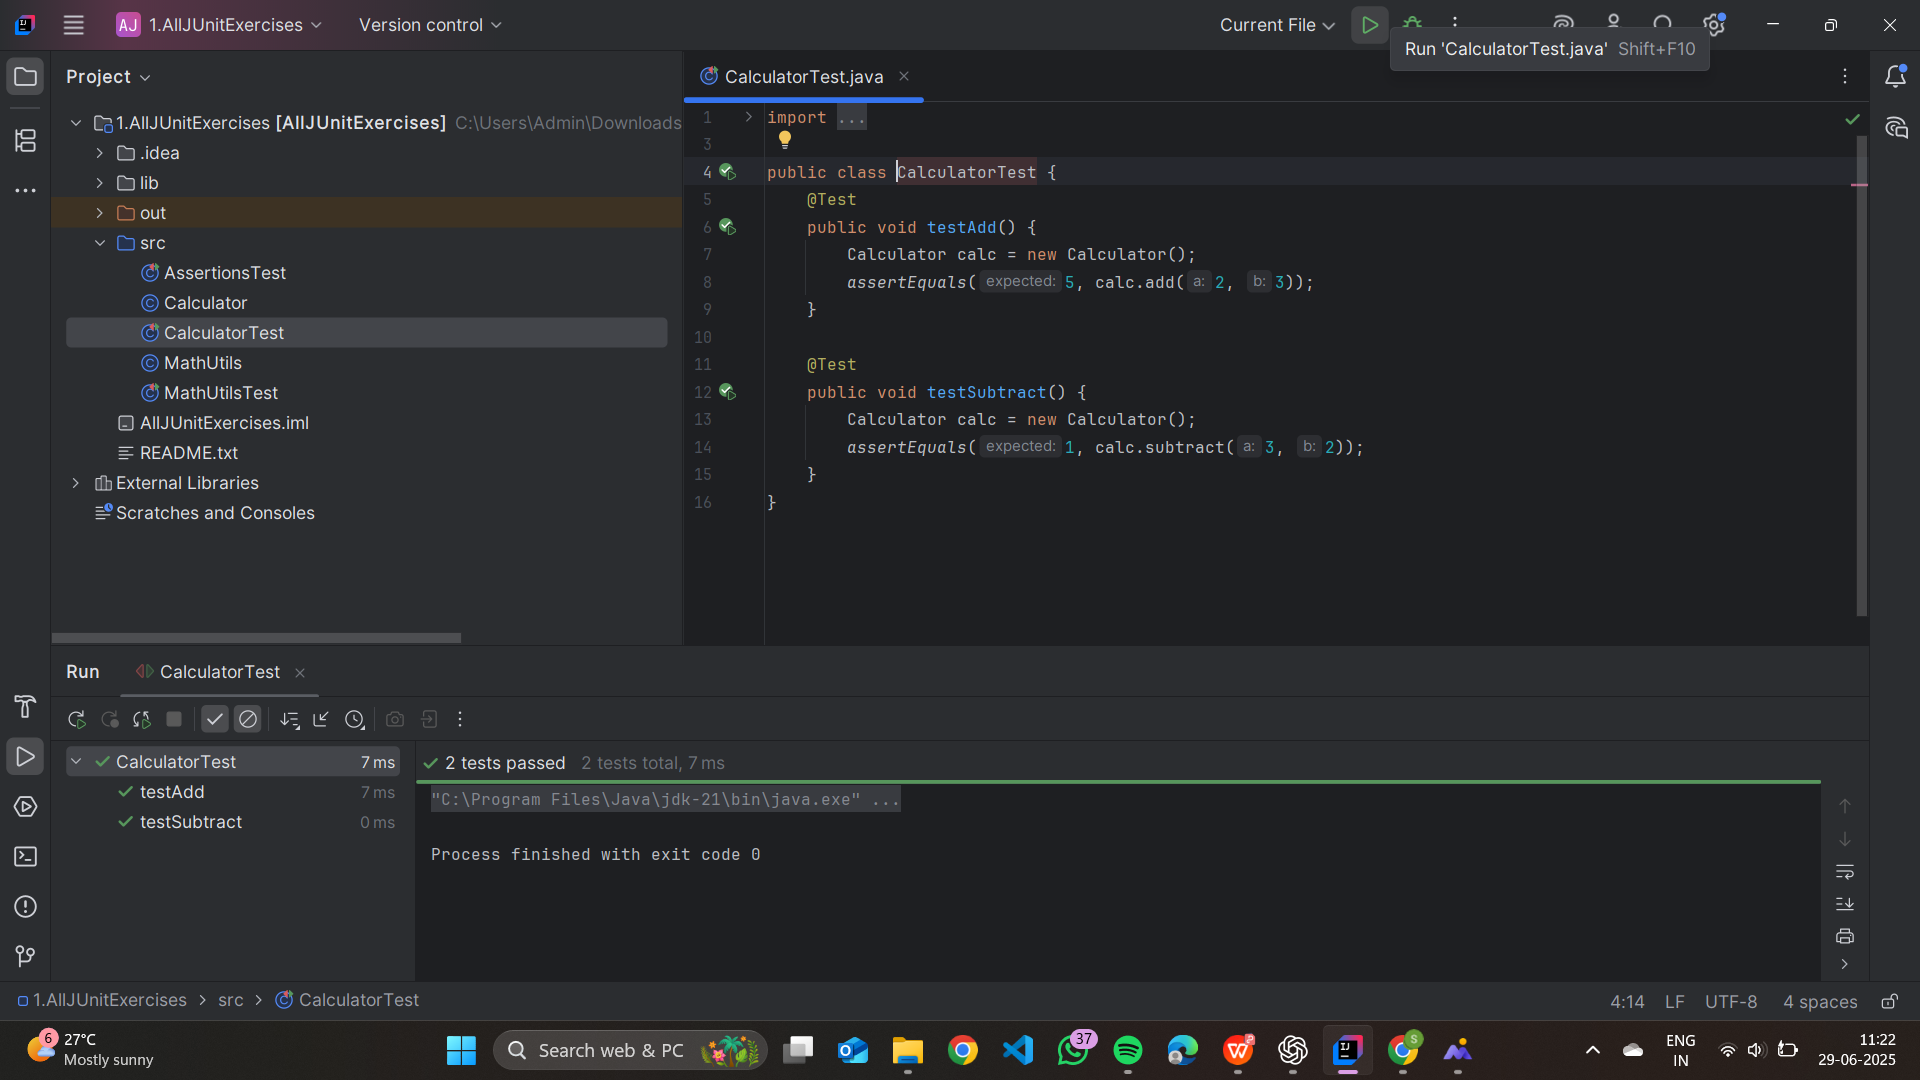 AJ 1.AllJUnitExercises Version control Current File
Run 'CalculatorTest.java' Shift+F10
Project
CalculatorTest.java
1.AllJUnitExercises [AllJUnitExercises] C:\Users\Admin\Downloads
.idea
lib
out
src
AssertionsTest
Calculator
CalculatorTest
MathUtils
MathUtilsTest
AllJUnitExercises.iml
README.txt
External Libraries
Scratches and Consoles
1 import ...
3
4 public class CalculatorTest {
5 @Test
6 public void testAdd() {
7 Calculator calc = new Calculator();
8 assertEquals( expected: 5, calc.add( a: 2, b: 3));
9 }
10
11 @Test
12 public void testSubtract() {
13 Calculator calc = new Calculator();
14 assertEquals( expected: 1, calc.subtract( a: 3, b: 2));
15 }
16 }
Run CalculatorTest
CalculatorTest 7 ms
testAdd 7 ms
testSubtract 0 ms
2 tests passed 2 tests total, 7 ms
"C:\Program Files\Java\jdk-21\bin\java.exe" ...
Process finished with exit code 0
1.AllJUnitExercises > src > CalculatorTest
4:14 LF UTF-8 4 spaces
6
27°C
Mostly sunny
Search web & PC
37
S
ENG
IN
11:22
29-06-2025